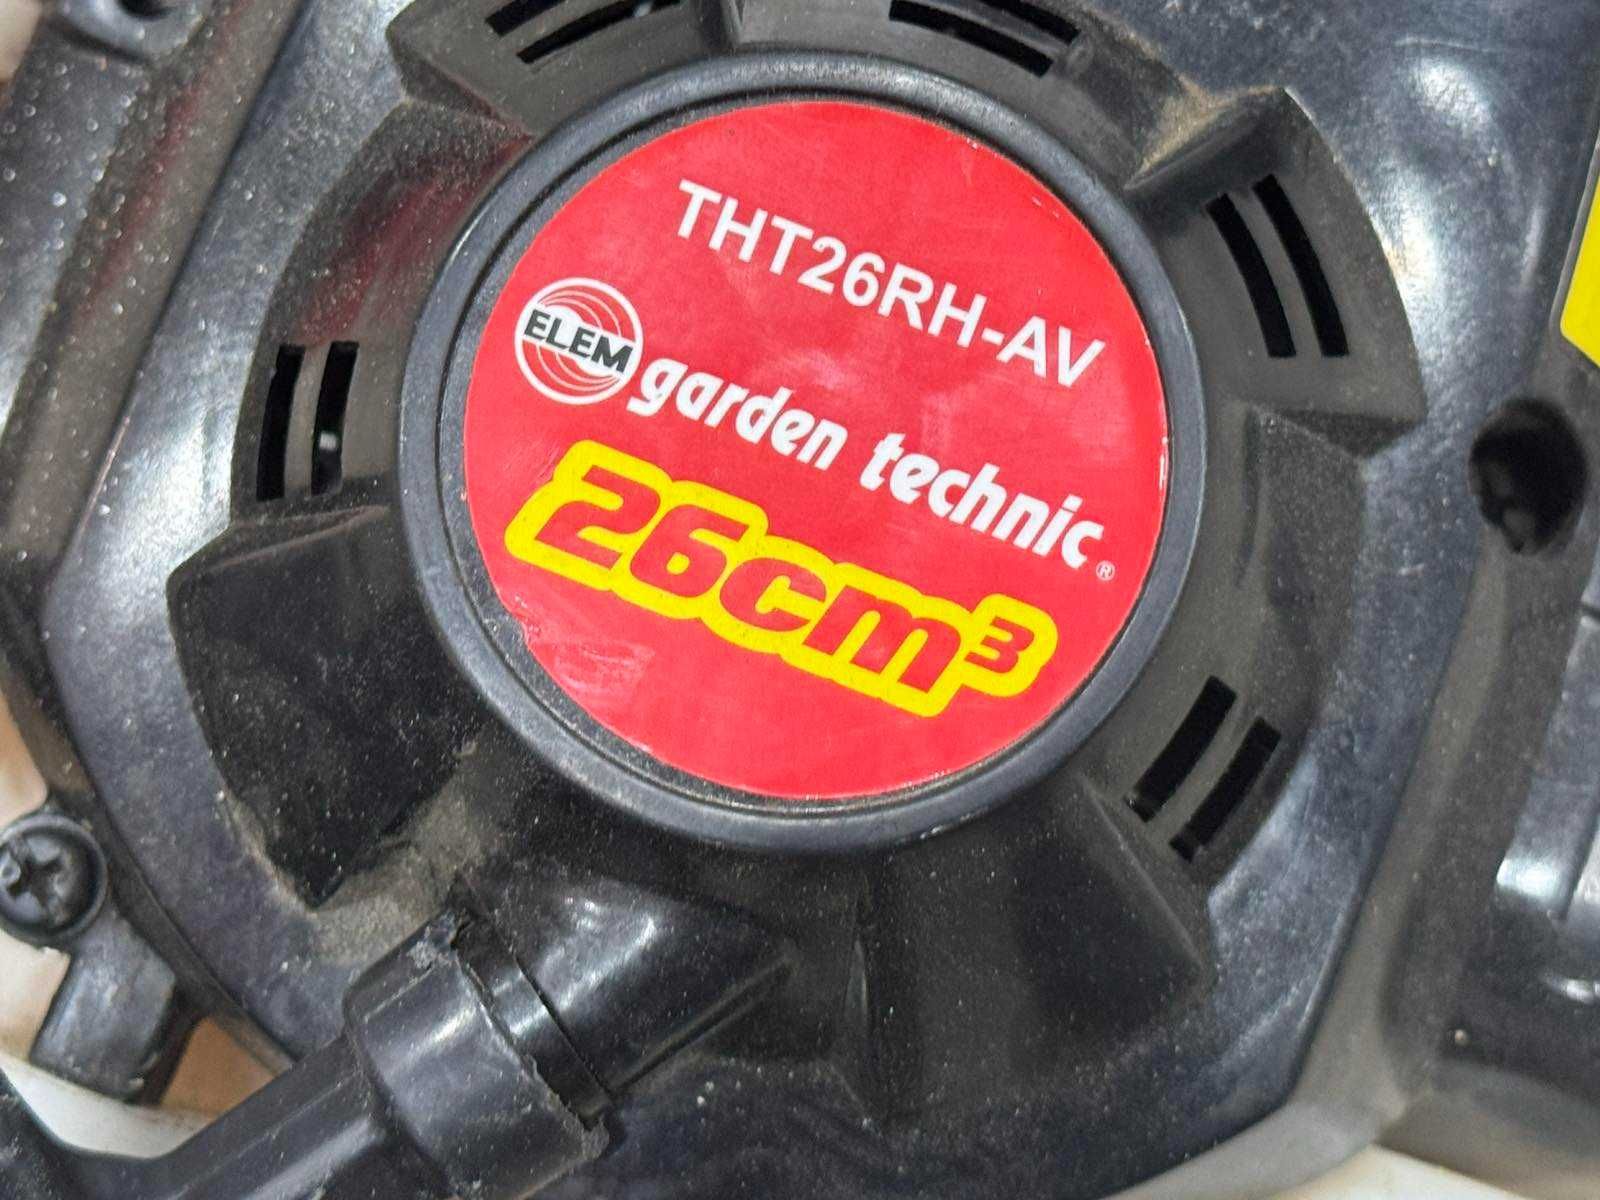 THT26RH-AV
ELEM
garden technic®
26cm³